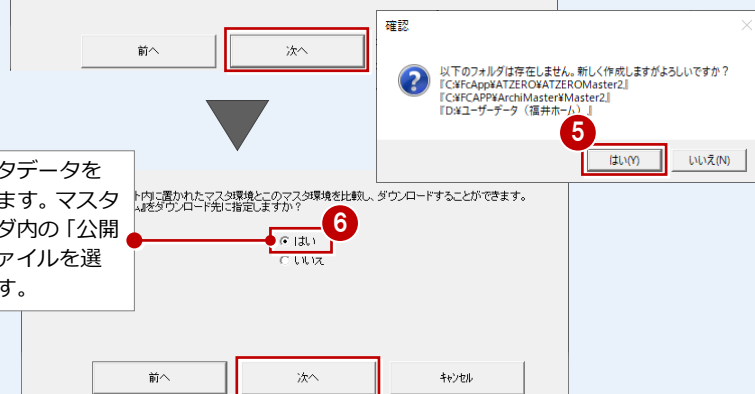 前へ
次へ
確認
以下のフォルダは存在しません。新しく作成しますがよろしいですか？
『C:¥FcApp¥ATZERO¥ATZEROMaster2』
『C:¥FCAPP¥ArchiMaster¥Master2』
『D:¥ユーザーデータ（福井ホーム）』
5
はい(Y)
いいえ(N)
タデータを
ます。マスタ
ダ内の「公開
ァイルを選
す。
ト内に置かれたマスタ環境とこのマスタ環境を比較し、ダウンロードすることができます。
をダウンロード先に指定しますか？
6
はい
いいえ
前へ
次へ
キャンセル